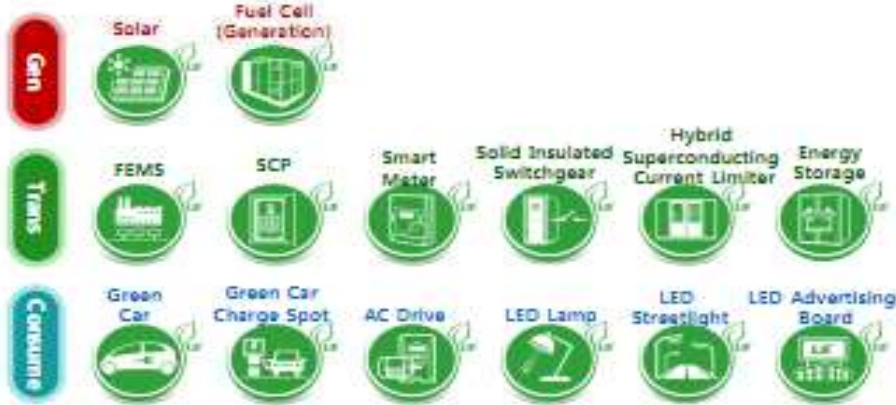 Gen
Solar
Fuel Cell
(Generation)
Trans
FEMS
SCP
Smart
Meter
Solid Insulated
Switchgear
Hybrid
Superconducting
Current Limiter
Energy
Storage
Consume
Green
Car
Green Car
Charge Spot
AC Drive
LED Lamp
LED
Streetlight
LED Advertising
Board